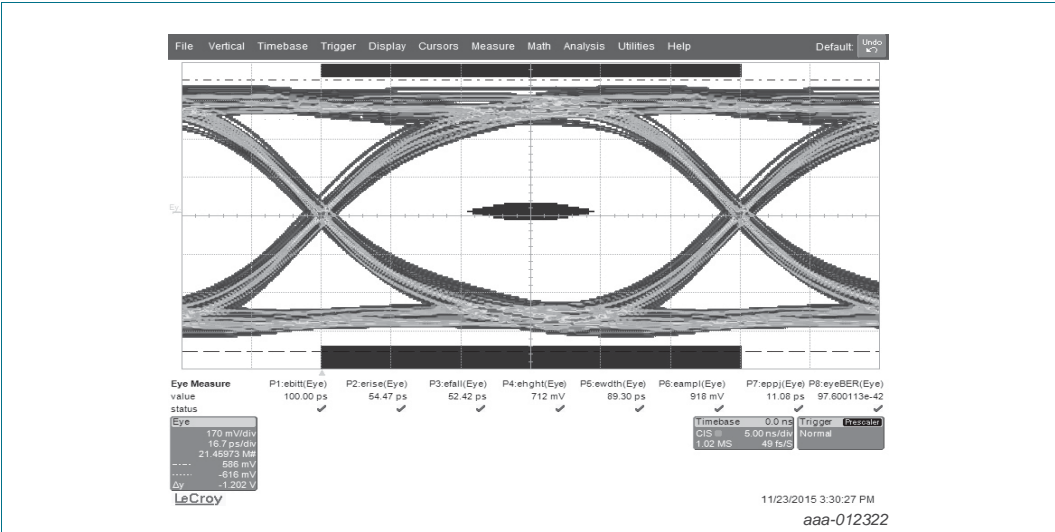 File Vertical Timebase Trigger Display Cursors Measure Math Analysis Utilities Help Default: Undo
Ey
Eye Measure P1:ebitt(Eye) P2:erise(Eye) P3:efall(Eye) P4:ehght(Eye) P5:ewdth(Eye) P6:eampl(Eye) P7:eppj(Eye) P8:eyeBER(Eye)
value 100.00 ps 54.47 ps 52.42 ps 712 mV 89.30 ps 918 mV 11.08 ps 97.600113e-42
status
Eye
170 mV/div
16.7 ps/div
21.45973 M#
586 mV
-616 mV
Δy -1.202 V
Timebase 0.0 ns
CIS 5.00 ns/div
1.02 MS 49 fs/S
Trigger Prescaler
Normal
LeCroy
11/23/2015 3:30:27 PM
aaa-012322